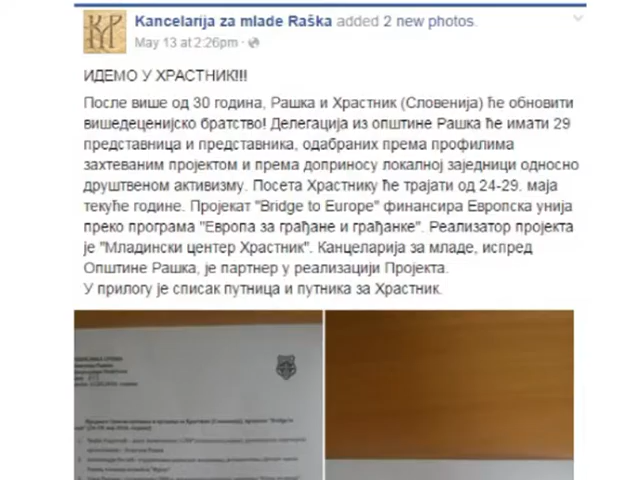 Kancelarija za mlade Raška added 2 new photos.
May 13 at 2:26pm
ИДЕМО У ХРАСТНИК!!!
После више од 30 година, Рашка и Храстник (Словенија) ће обновити
вишедеценијско братство! Делегација из општине Рашка ће имати 29
представница и представника, одабраних према профилима
захтеваним пројектом и према доприносу локалној заједници односно
друштвеном активизму. Посета Храстнику ће трајати од 24-29. маја
текуће године. Пројекат "Bridge to Europe" финансира Европска унија
преко програма "Европа за грађане и грађанке". Реализатор пројекта
је "Младински центер Храстник". Канцеларија за младе, испред
Општине Рашка, је партнер у реализацији Пројекта.
У прилогу је списак путница и путника за Храстник.